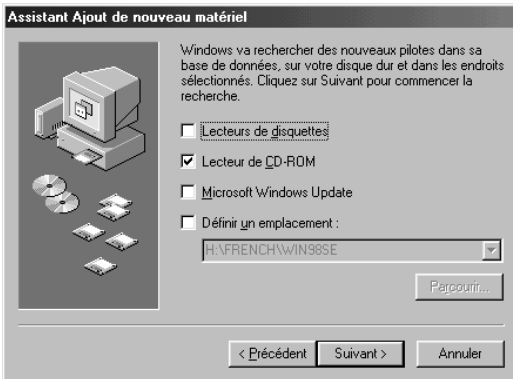 Assistant Ajout de nouveau matériel
Windows va rechercher des nouveaux pilotes dans sa
base de données, sur votre disque dur et dans les endroits
sélectionnés. Cliquez sur Suivant pour commencer la
recherche.
Lecteurs de disquettes
Lecteur de CD-ROM
Microsoft Windows Update
Définir un emplacement :
H:\FRENCH\WIN98SE
Parcourir...
< Précédent
Suivant >
Annuler